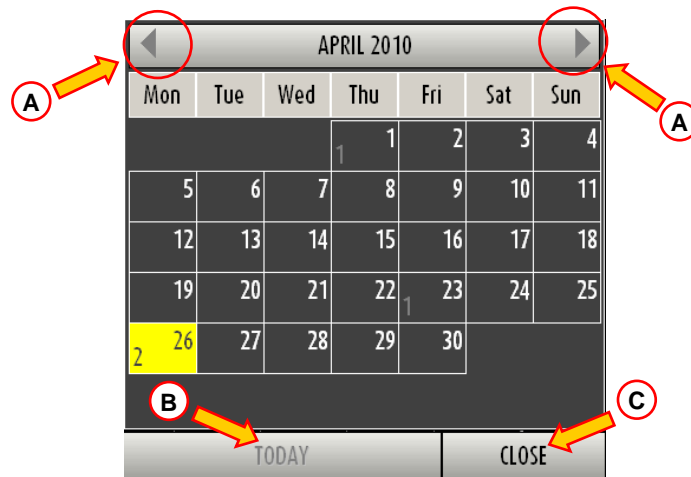 APRIL 2010
A
A
Mon Tue Wed Thu Fri Sat Sun
1 1 2 3 4
5 6 7 8 9 10 11
12 13 14 15 16 17 18
19 20 21 22 1 23 24 25
2 26 27 28 29 30
B
C
TODAY CLOSE